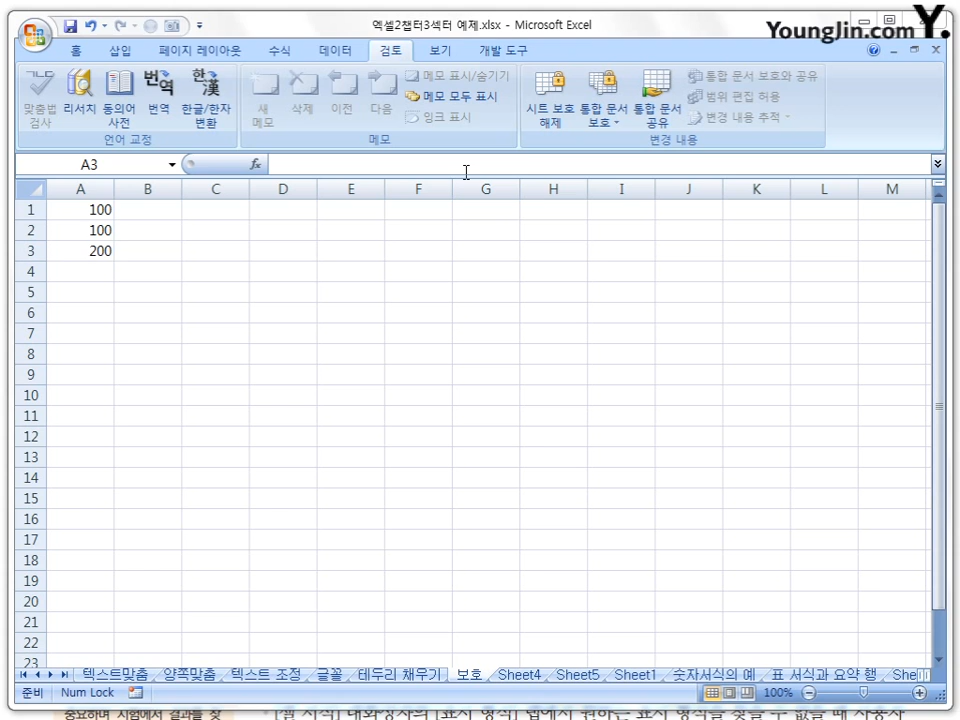 엑셀2챕터3섹터 예제.xlsx - Microsoft Excel
YoungJin.com Y.
홈 삽입 페이지 레이아웃 수식 데이터 검토 보기 개발 도구
맞춤법 검사 리서치 동의어 사전 번역 한글/한자 변환
언어 교정
새 메모 삭제 이전 다음
메모 표시/숨기기
메모 모두 표시
잉크 표시
메모
시트 보호 해제 통합 문서 보호 통합 문서 공유
통합 문서 보호와 공유
범위 편집 허용
변경 내용 추적
변경 내용
A3 fx
A B C D E F G H I J K L M
1 100
2 100
3 200
4
5
6
7
8
9
10
11
12
13
14
15
16
17
18
19
20
21
22
23
텍스트맞춤 양쪽맞춤 텍스트 조정 글꼴 테두리 채우기 보호 Sheet4 Sheet5 Sheet1 숫자서식의 예 표 서식과 요약 행 She
준비 Num Lock 100%